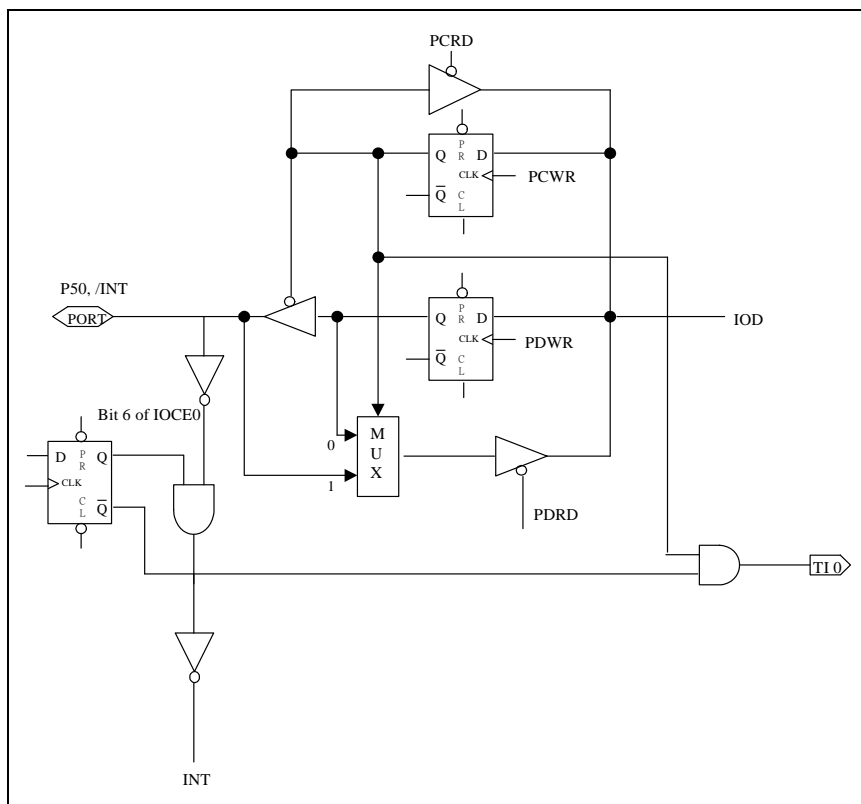 PCRD
P
R
Q
D
CLK
PCWR
Q
C
L
P50, /INT
PORT
P
R
Q
D
IOD
CLK
PDWR
Q
C
L
Bit 6 of IOCE0
0
M
U
X
1
D
P
R
Q
CLK
C
L
Q
PDRD
TI 0
INT